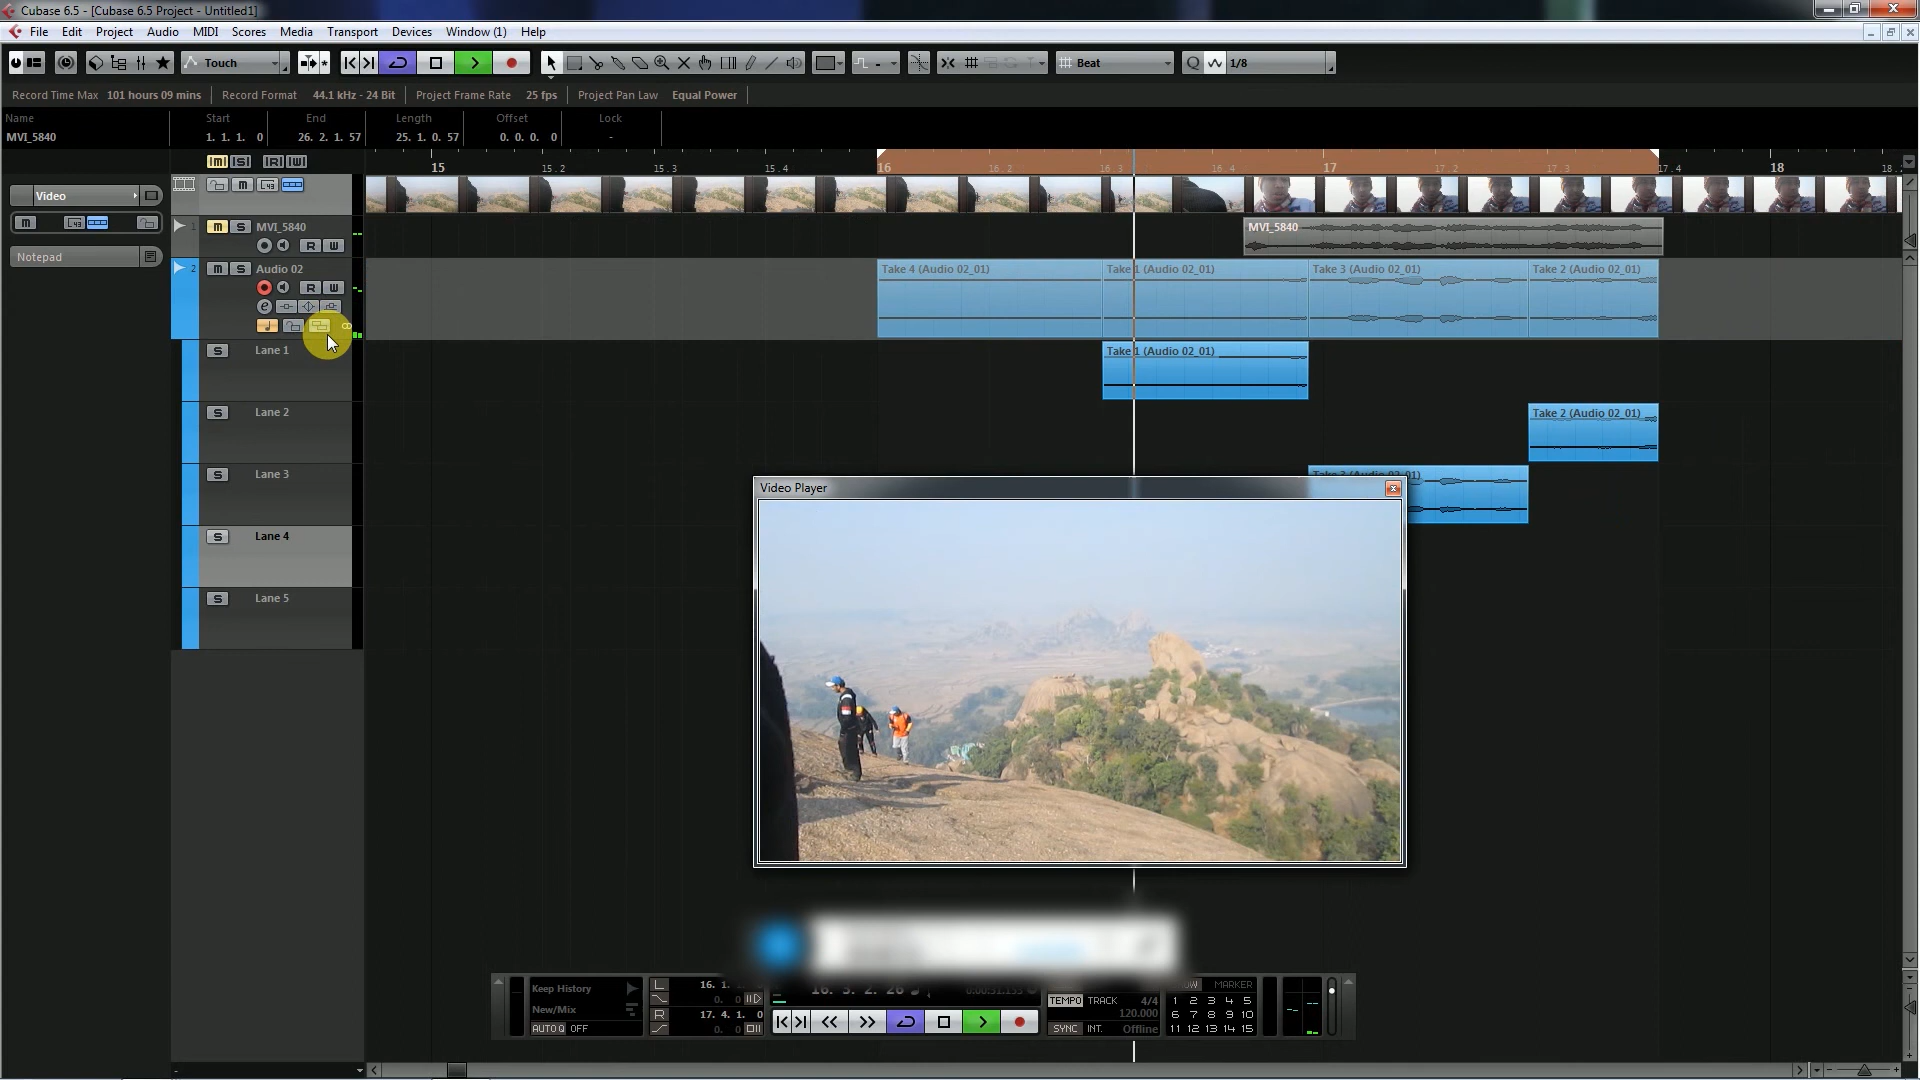 Cubase 6.5 - [Cubase 6.5 Project - Untitled1]
File Edit Project Audio MIDI Scores Media Transport Devices Window (1) Help
Touch Beat Q 1/8
Record Time Max 101 hours 09 mins Record Format 44.1 kHz - 24 Bit Project Frame Rate 25 fps Project Pan Law Equal Power
Name Start End Length Offset Lock
MVI_5840 1. 1. 1. 0 26. 2. 1. 57 25. 1. 0. 57 0. 0. 0. 0 -
M S R W
15 15.2 15.3 15.4 16 16.2 16.3 16.4 17 17.2 17.3 17.4 18 18.
Video
m
m
Notepad
1 m S MVI_5840
R W
MVI_5840
2 m S Audio 02
R W
e
Take 4 (Audio 02_01) Take 1 (Audio 02_01) Take 3 (Audio 02_01) Take 2 (Audio 02_01)
S Lane 1
Take 1 (Audio 02_01)
S Lane 2
Take 2 (Audio 02_01)
S Lane 3
S Lane 4
S Lane 5
Video Player
Keep History
New/Mix
AUTO Q OFF
L 16. 1.
0. 0
R 17. 4. 1. 0
0. 0
TEMPO TRACK 4/4
120.000
SYNC INT. Offline
MARKER
1 2 3 4 5
6 7 8 9 10
11 12 13 14 15